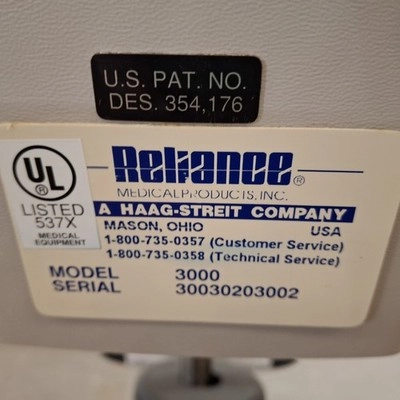 U.S. PAT. NO.
DES. 354,176
UL
®
LISTED
537X
MEDICAL
EQUIPMENT
Reliance®
MEDICAL PRODUCTS, INC.
A HAAG-STREIT COMPANY
MASON, OHIO USA
1-800-735-0357 (Customer Service)
1-800-735-0358 (Technical Service)
MODEL 3000
SERIAL 30030203002